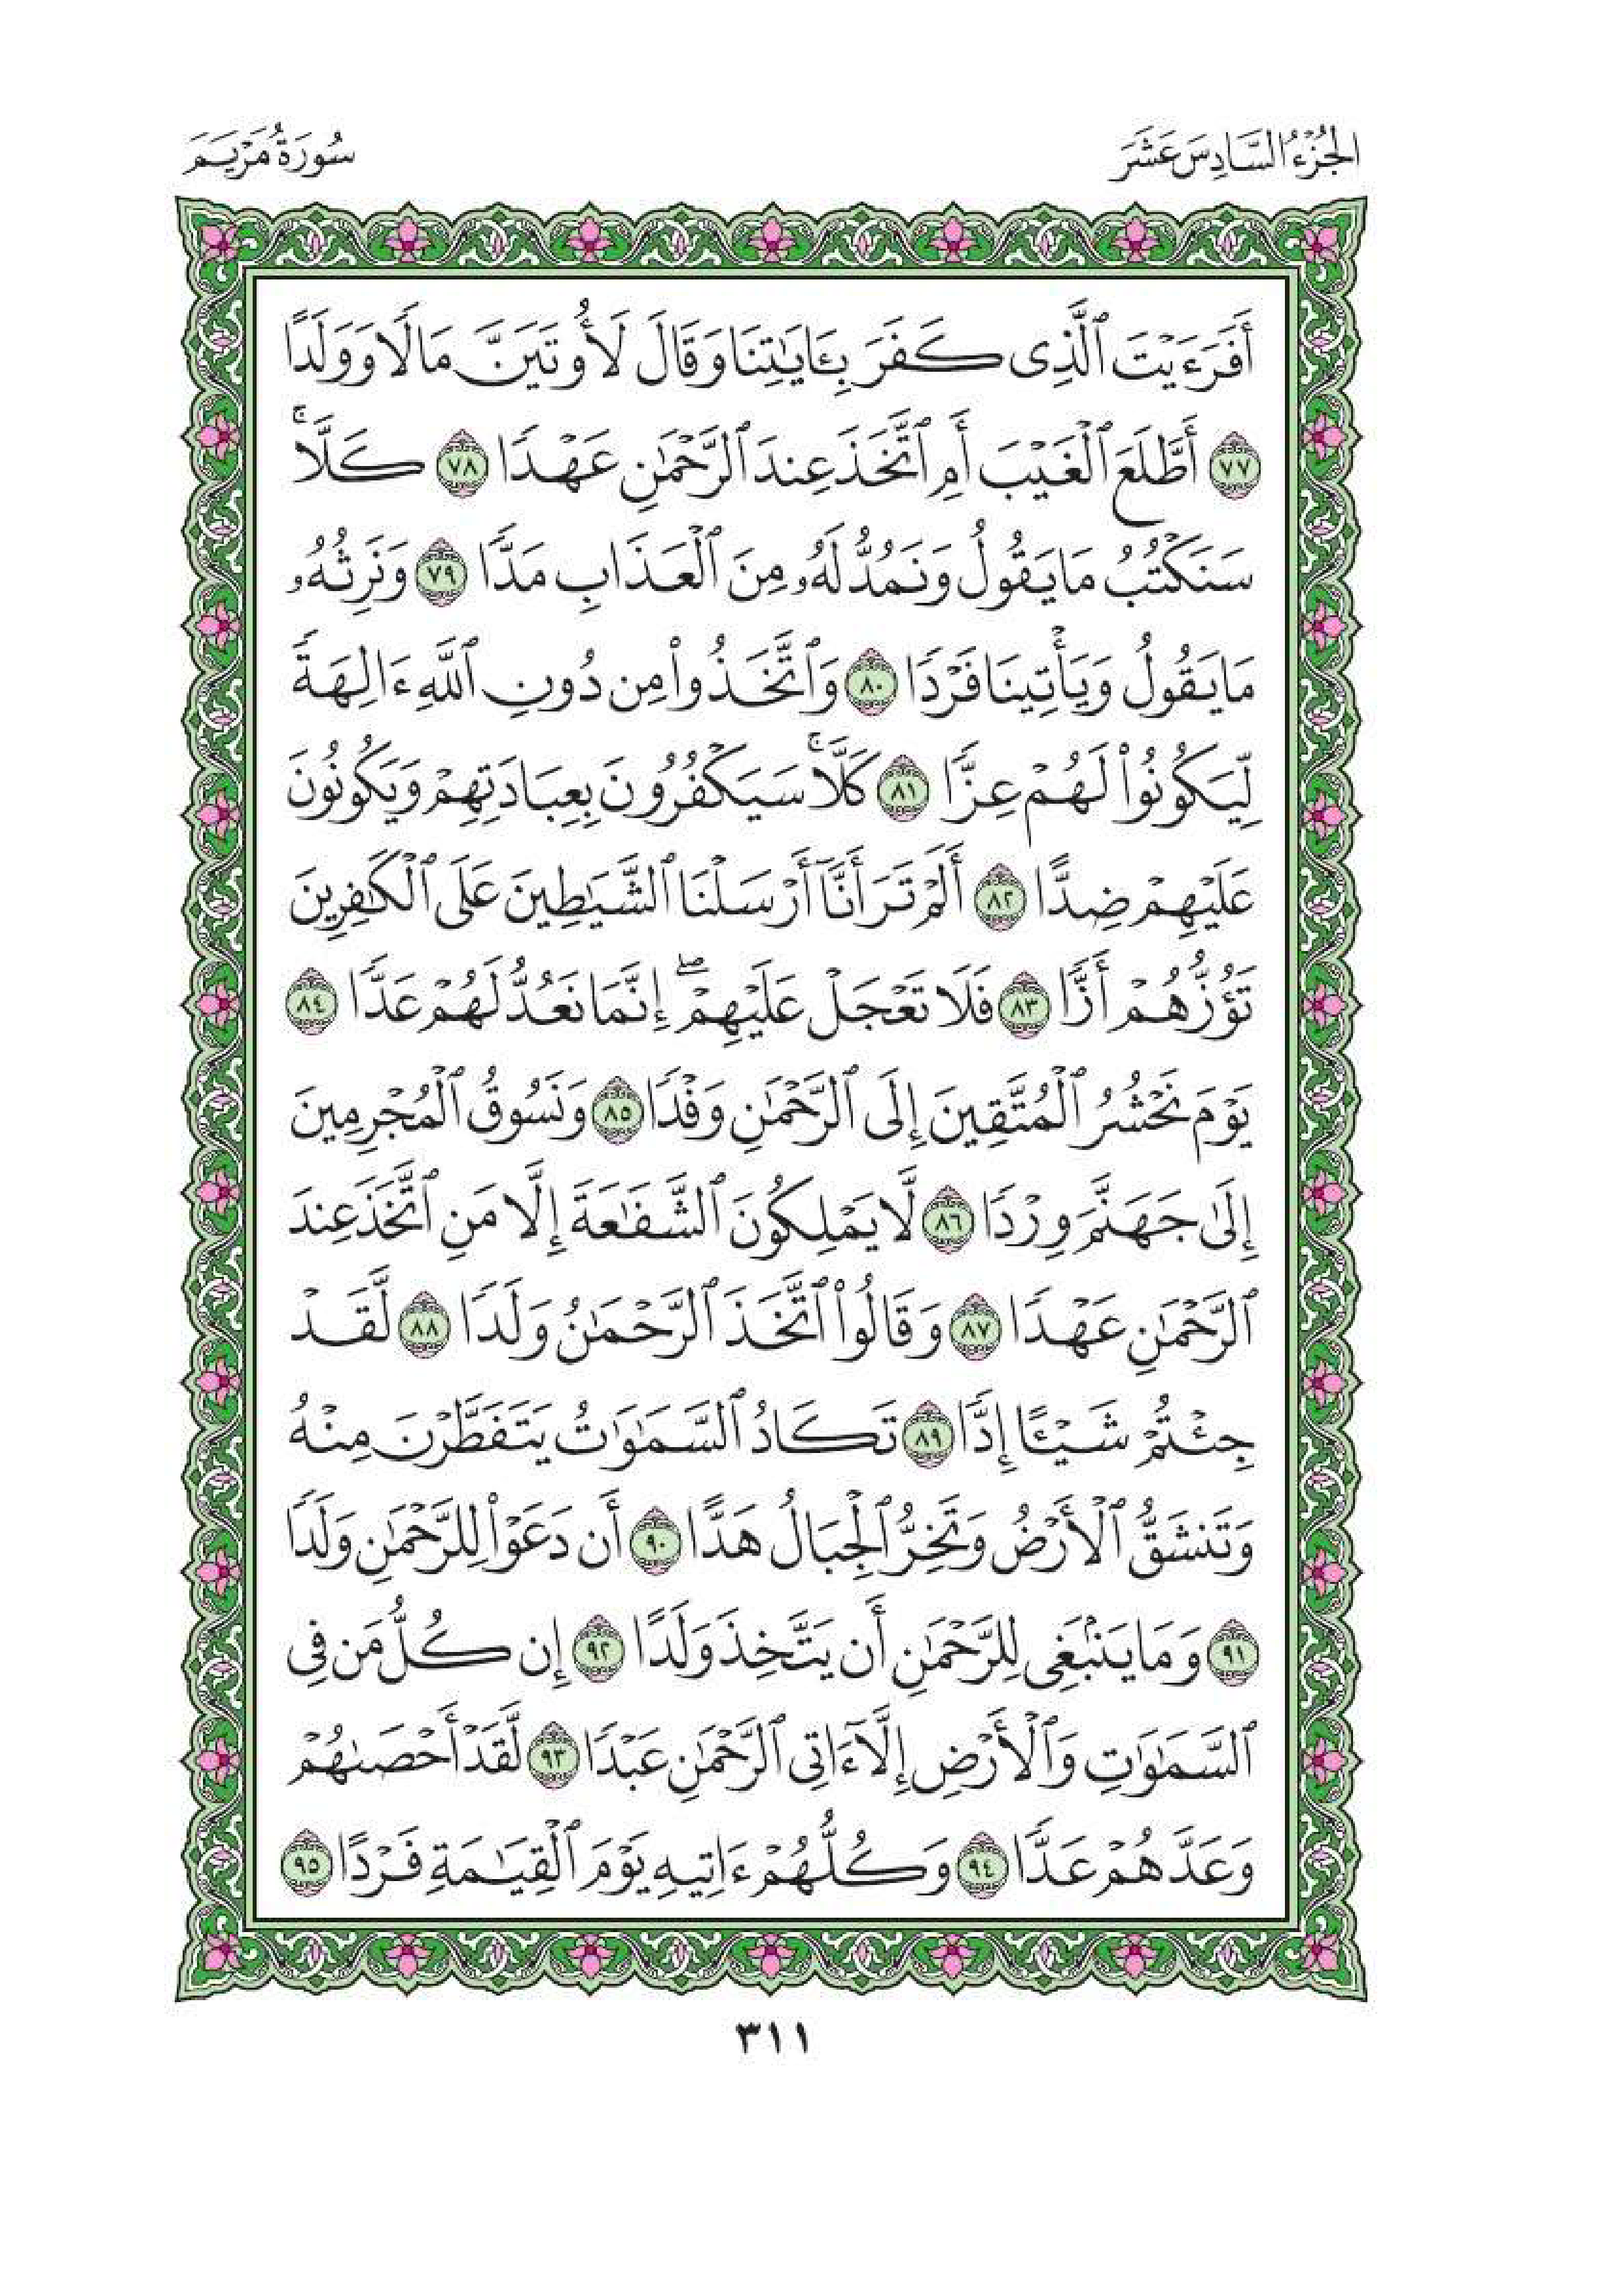 الجُزْءُ السَّادِسَ عَشَرَ
سُورَةُ مَرْيَمَ
أَفَرَءَيْتَ ٱلَّذِى كَفَرَ بِـَٔايَٰتِنَا وَقَالَ لَأُوتَيَنَّ مَالًا وَوَلَدًا
٧٧ أَطَّلَعَ ٱلْغَيْبَ أَمِ ٱتَّخَذَ عِندَ ٱلرَّحْمَٰنِ عَهْدًا ٧٨ كَلَّاۚ
سَنَكْتُبُ مَا يَقُولُ وَنَمُدُّ لَهُۥ مِنَ ٱلْعَذَابِ مَدًّا ٧٩ وَنَرِثُهُۥ
مَا يَقُولُ وَيَأْتِينَا فَرْدًا ٨٠ وَٱتَّخَذُوا۟ مِن دُونِ ٱللَّهِ ءَالِهَةً
لِّيَكُونُوا۟ لَهُمْ عِزًّا ٨١ كَلَّاۚ سَيَكْفُرُونَ بِعِبَادَتِهِمْ وَيَكُونُونَ
عَلَيْهِمْ ضِدًّا ٨٢ أَلَمْ تَرَ أَنَّآ أَرْسَلْنَا ٱلشَّيَٰطِينَ عَلَى ٱلْكَٰفِرِينَ
تَؤُزُّهُمْ أَزًّا ٨٣ فَلَا تَعْجَلْ عَلَيْهِمْۖ إِنَّمَا نَعُدُّ لَهُمْ عَدًّا ٨٤
يَوْمَ نَحْشُرُ ٱلْمُتَّقِينَ إِلَى ٱلرَّحْمَٰنِ وَفْدًا ٨٥ وَنَسُوقُ ٱلْمُجْرِمِينَ
إِلَىٰ جَهَنَّمَ وِرْدًا ٨٦ لَّا يَمْلِكُونَ ٱلشَّفَٰعَةَ إِلَّا مَنِ ٱتَّخَذَ عِندَ
ٱلرَّحْمَٰنِ عَهْدًا ٨٧ وَقَالُوا۟ ٱتَّخَذَ ٱلرَّحْمَٰنُ وَلَدًا ٨٨ لَّقَدْ
جِئْتُمْ شَيْـًٔا إِدًّا ٨٩ تَكَادُ ٱلسَّمَٰوَٰتُ يَتَفَطَّرْنَ مِنْهُ
وَتَنشَقُّ ٱلْأَرْضُ وَتَخِرُّ ٱلْجِبَالُ هَدًّا ٩٠ أَن دَعَوْا۟ لِلرَّحْمَٰنِ وَلَدًا
٩١ وَمَا يَنۢبَغِى لِلرَّحْمَٰنِ أَن يَتَّخِذَ وَلَدًا ٩٢ إِن كُلُّ مَن فِى
ٱلسَّمَٰوَٰتِ وَٱلْأَرْضِ إِلَّآ ءَاتِى ٱلرَّحْمَٰنِ عَبْدًا ٩٣ لَّقَدْ أَحْصَىٰهُمْ
وَعَدَّهُمْ عَدًّا ٩٤ وَكُلُّهُمْ ءَاتِيهِ يَوْمَ ٱلْقِيَٰمَةِ فَرْدًا ٩٥
٣١١